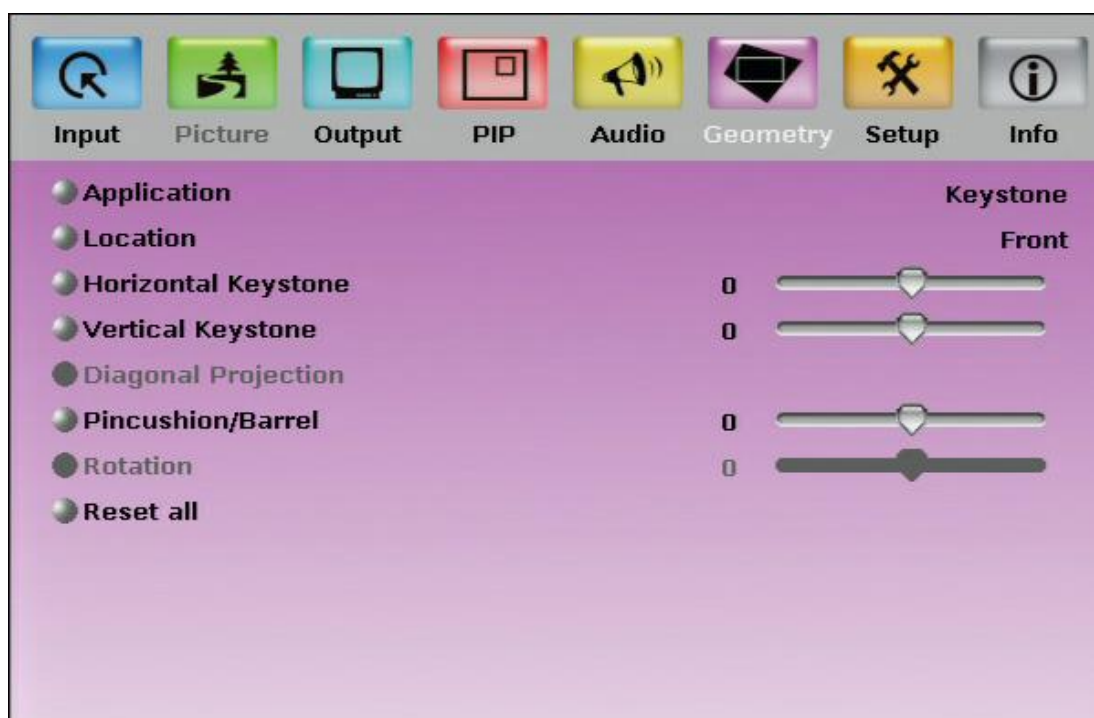 Input Picture Output PIP Audio Geometry Setup Info
Application Keystone
Location Front
Horizontal Keystone 0
Vertical Keystone 0
Diagonal Projection
Pincushion/Barrel 0
Rotation 0
Reset all